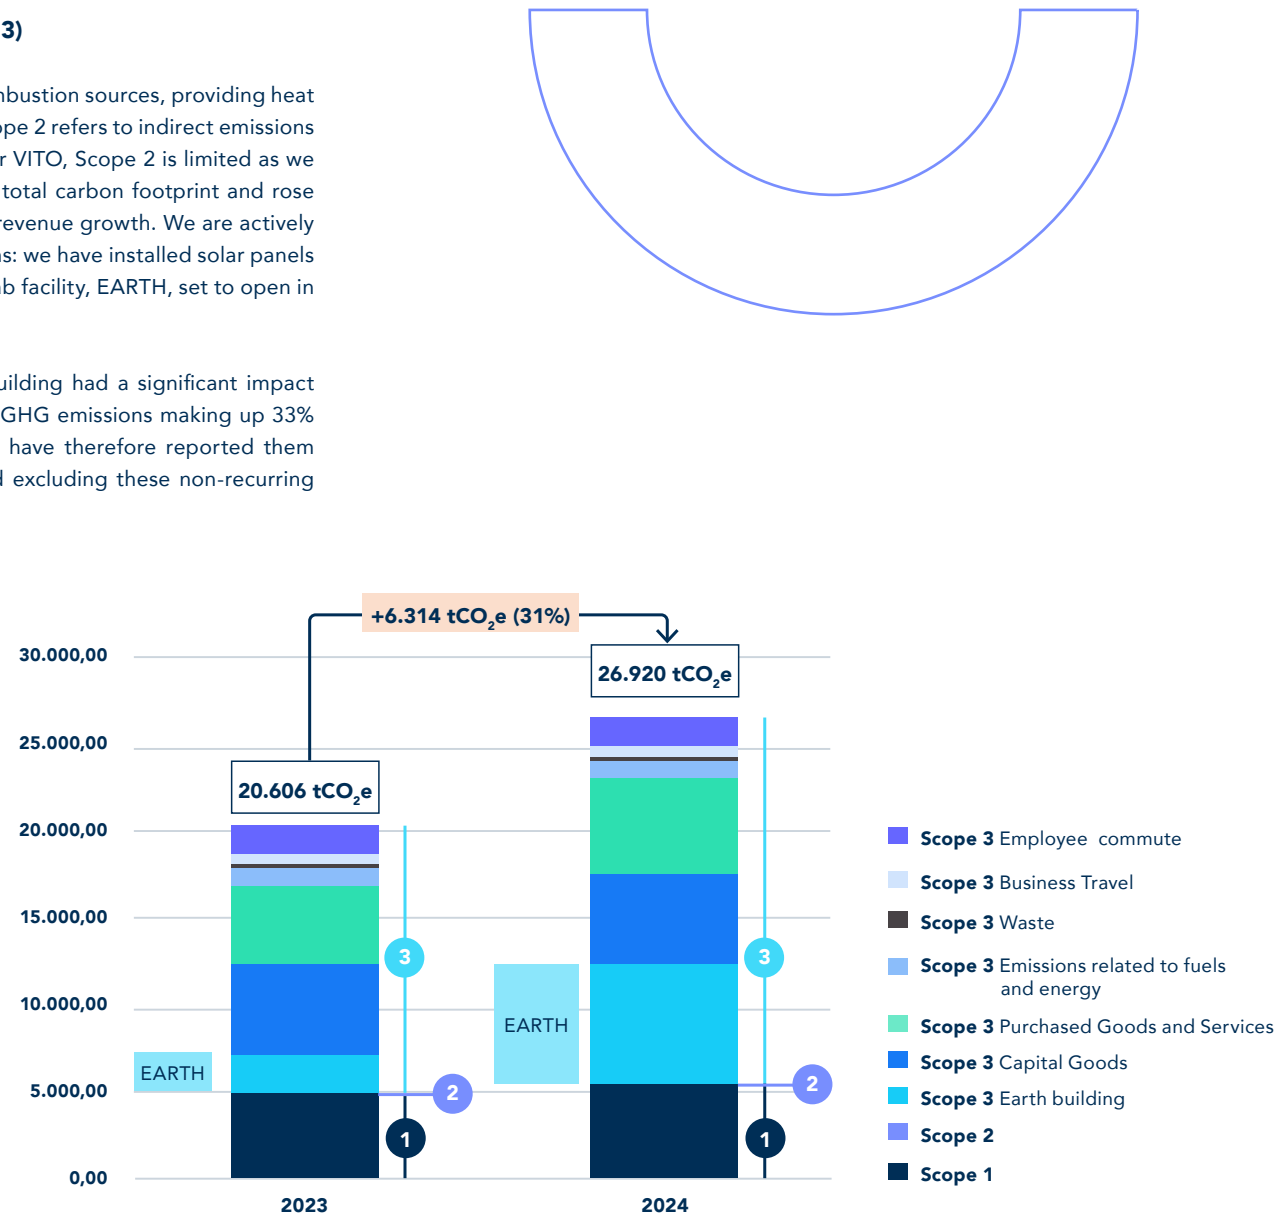 3)
mbustion sources, providing heat
ope 2 refers to indirect emissions
r VITO, Scope 2 is limited as we
total carbon footprint and rose
revenue growth. We are actively
ns: we have installed solar panels
ab facility, EARTH, set to open in
uilding had a significant impact
GHG emissions making up 33%
have therefore reported them
d excluding these non-recurring
+6.314 tCO₂e (31%)
30.000,00
26.920 tCO₂e
25.000,00
20.606 tCO₂e
20.000,00
15.000,00
10.000,00
5.000,00
0,00
EARTH
EARTH
3
3
2
2
1
1
2023
2024
Scope 3 Employee commute
Scope 3 Business Travel
Scope 3 Waste
Scope 3 Emissions related to fuels
and energy
Scope 3 Purchased Goods and Services
Scope 3 Capital Goods
Scope 3 Earth building
Scope 2
Scope 1